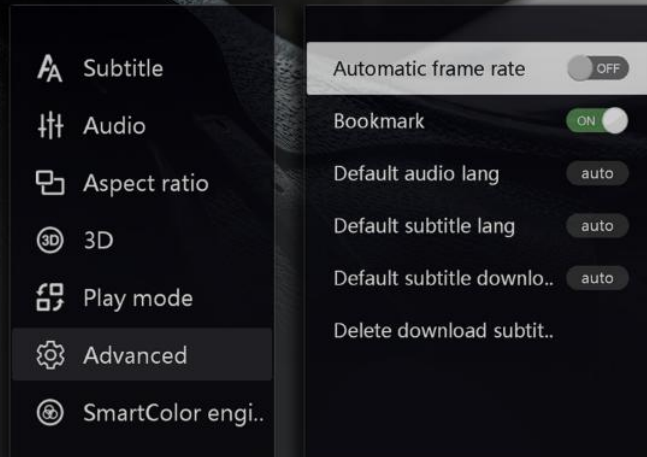 Subtitle
Audio
Aspect ratio
3D
3D
Play mode
Advanced
SmartColor engi..
Automatic frame rate OFF
Bookmark ON
Default audio lang auto
Default subtitle lang auto
Default subtitle downlo.. auto
Delete download subtit..